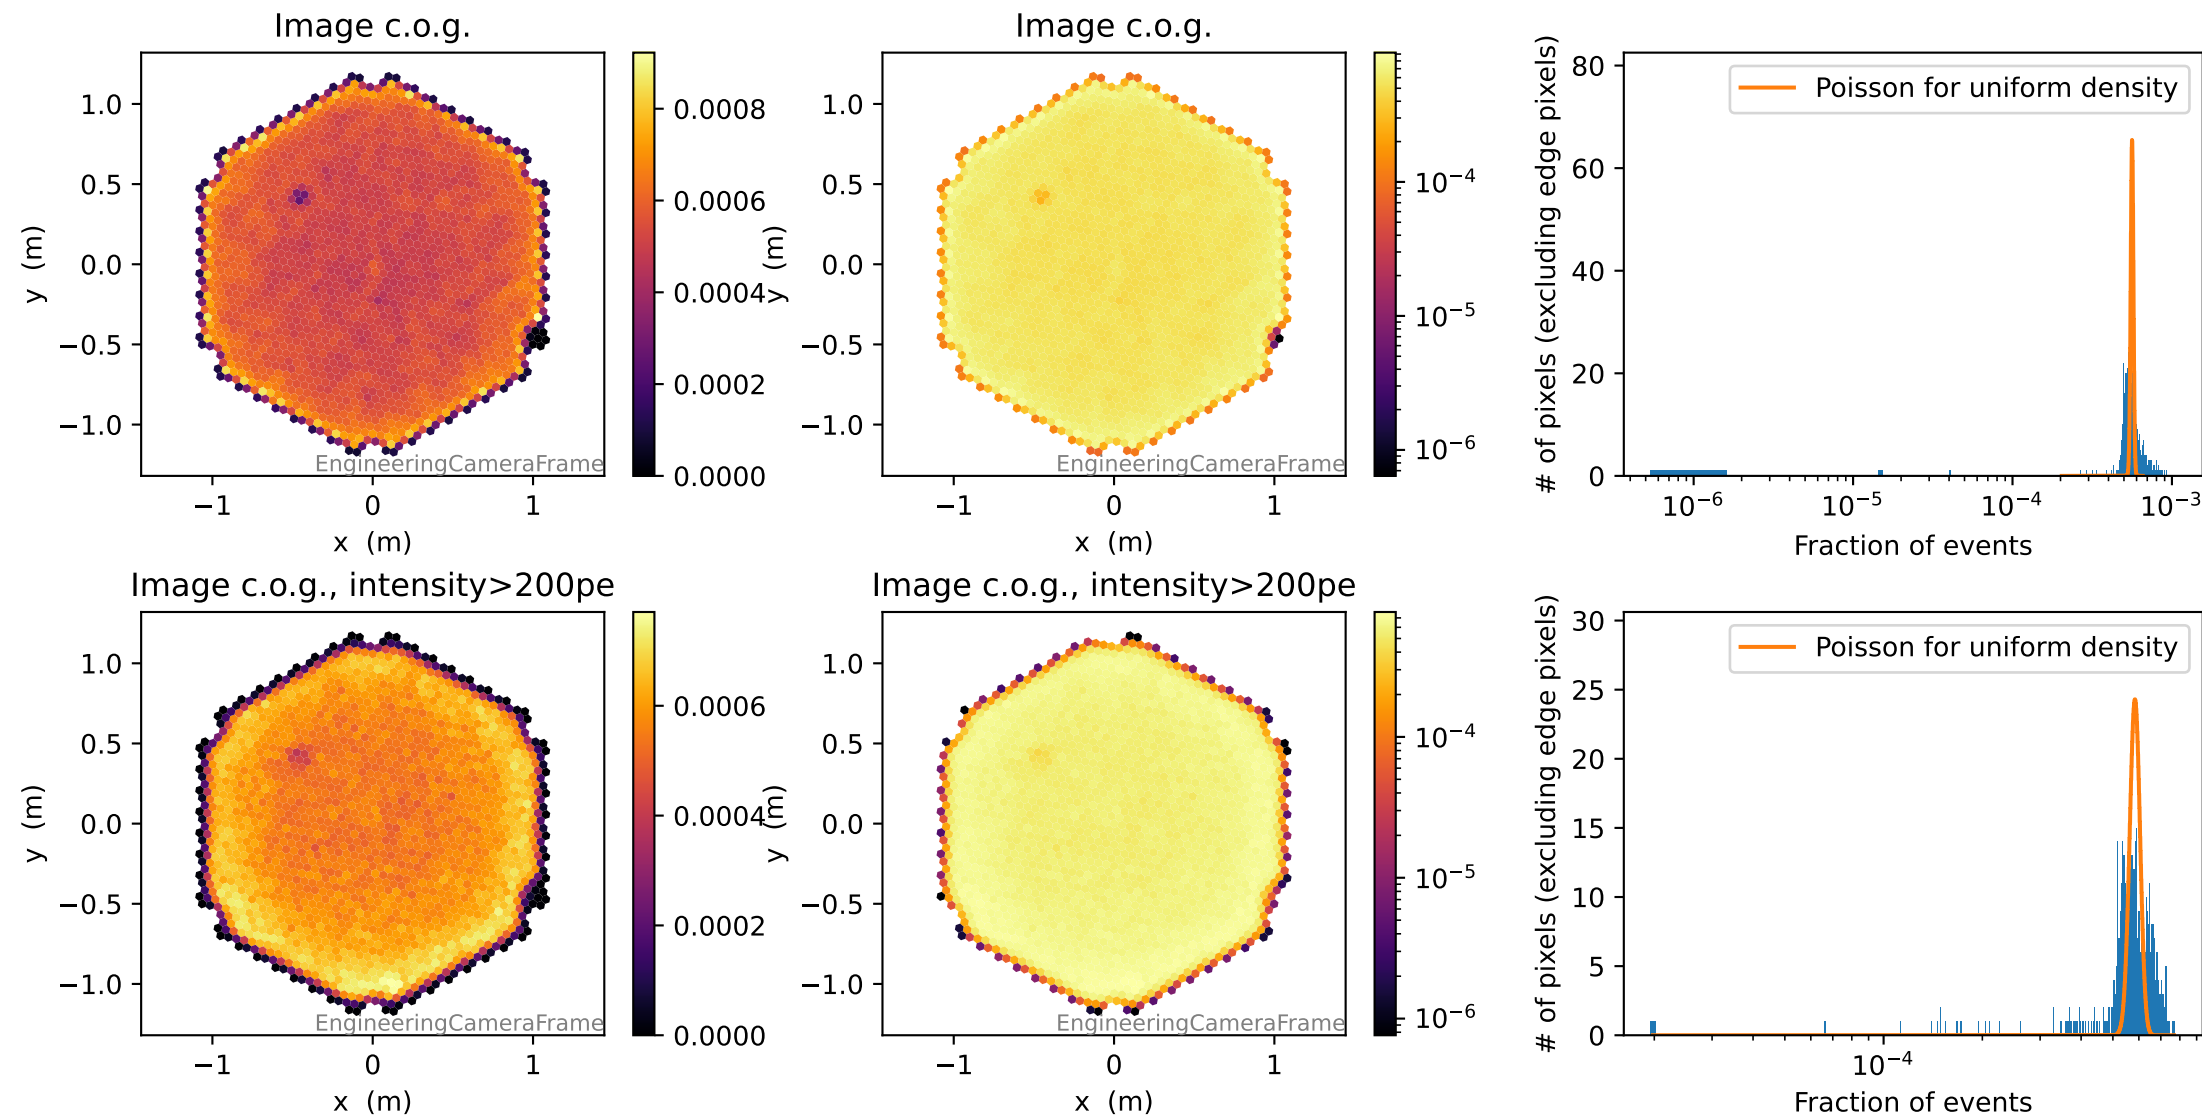 Image c.o.g.
y (m)
1.0
0.5
0.0
−0.5
−1.0
EngineeringCameraFrame
−1 0 1
x (m)
0.0008
0.0006
0.0004
0.0002
0.0000
Image c.o.g.
y (m)
1.0
0.5
0.0
−0.5
−1.0
EngineeringCameraFrame
−1 0 1
x (m)
10⁻⁴
10⁻⁵
10⁻⁶
# of pixels (excluding edge pixels)
80
60
40
20
0
Poisson for uniform density
10⁻⁶ 10⁻⁵ 10⁻⁴ 10⁻³
Fraction of events
Image c.o.g., intensity>200pe
y (m)
1.0
0.5
0.0
−0.5
−1.0
EngineeringCameraFrame
−1 0 1
x (m)
0.0006
0.0004
0.0002
0.0000
Image c.o.g., intensity>200pe
y (m)
1.0
0.5
0.0
−0.5
−1.0
EngineeringCameraFrame
−1 0 1
x (m)
10⁻⁴
10⁻⁵
10⁻⁶
# of pixels (excluding edge pixels)
30
25
20
15
10
5
0
Poisson for uniform density
10⁻⁴
Fraction of events